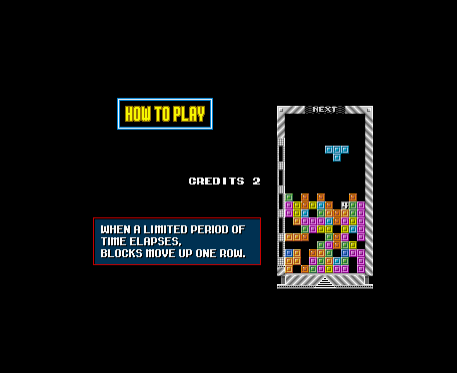 NEXT
HOW TO PLAY
CREDITS 2
WHEN A LIMITED PERIOD OF
TIME ELAPSES,
BLOCKS MOVE UP ONE ROW.